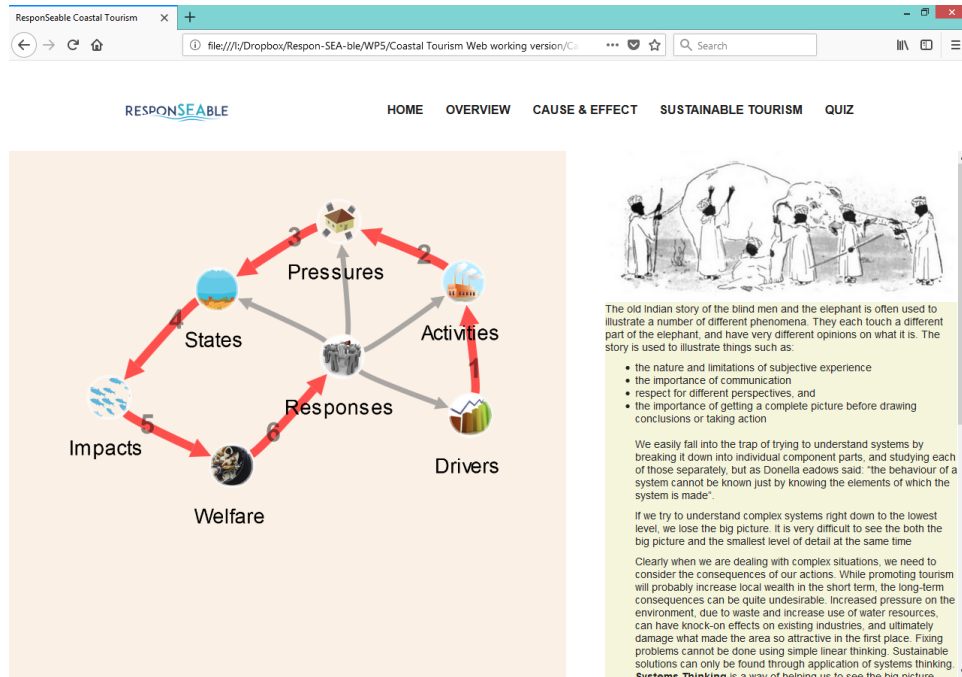 ResponSeable Coastal Tourism
file:///I:/Dropbox/Respon-SEA-ble/WP5/Coastal Tourism Web working version/Ca
Search
RESPONSEABLE
HOME OVERVIEW CAUSE & EFFECT SUSTAINABLE TOURISM QUIZ
3
2
Pressures
4
States
Activities
1
Responses
5
6
Impacts
Drivers
Welfare
The old Indian story of the blind men and the elephant is often used to
illustrate a number of different phenomena. They each touch a different
part of the elephant, and have very different opinions on what it is. The
story is used to illustrate things such as:
• the nature and limitations of subjective experience
• the importance of communication
• respect for different perspectives, and
• the importance of getting a complete picture before drawing
conclusions or taking action
We easily fall into the trap of trying to understand systems by
breaking it down into individual component parts, and studying each
of those separately, but as Donella eadows said: “the behaviour of a
system cannot be known just by knowing the elements of which the
system is made”.
If we try to understand complex systems right down to the lowest
level, we lose the big picture. It is very difficult to see the both the
big picture and the smallest level of detail at the same time
Clearly when we are dealing with complex situations, we need to
consider the consequences of our actions. While promoting tourism
will probably increase local wealth in the short term, the long-term
consequences can be quite undesirable. Increased pressure on the
environment, due to waste and increase use of water resources,
can have knock-on effects on existing industries, and ultimately
damage what made the area so attractive in the first place. Fixing
problems cannot be done using simple linear thinking. Sustainable
solutions can only be found through application of systems thinking.
Systems Thinking is a way of helping us to see the big picture